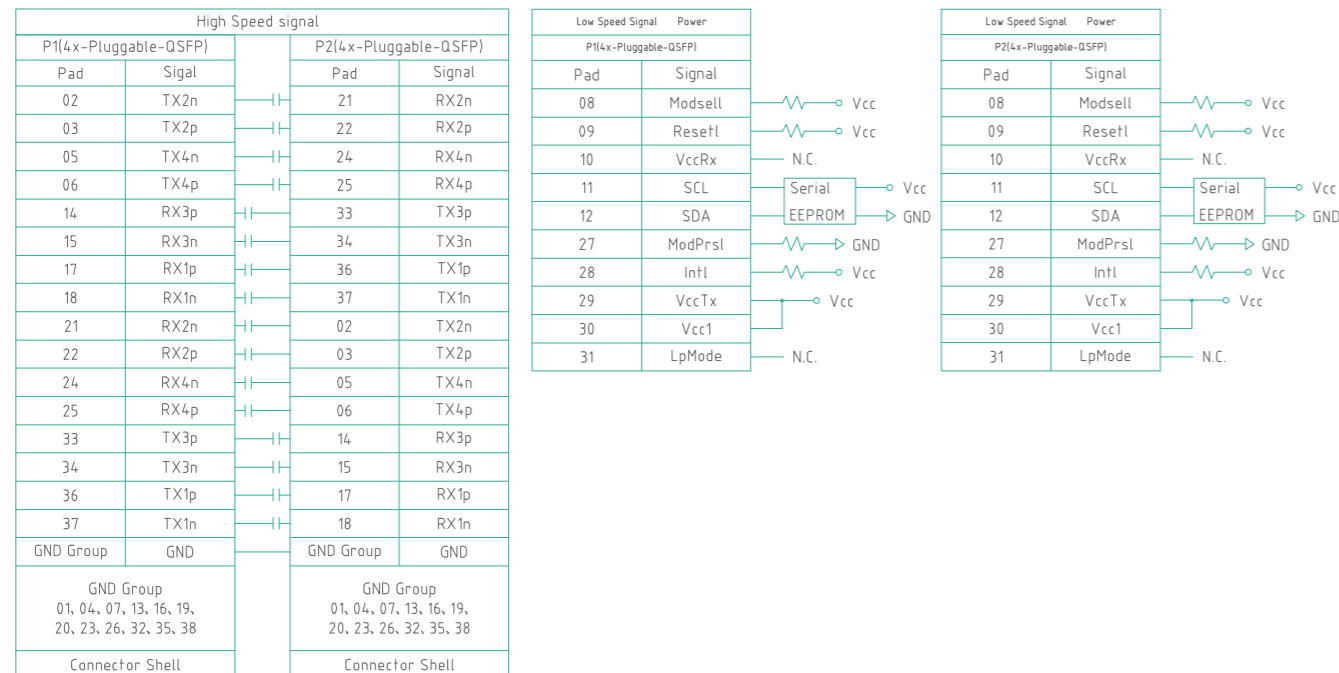 High Speed signal
P1(4x-Pluggable-QSFP) P2(4x-Pluggable-QSFP)
Pad Sigal Pad Signal
02 TX2n 21 RX2n
03 TX2p 22 RX2p
05 TX4n 24 RX4n
06 TX4p 25 RX4p
14 RX3p 33 TX3p
15 RX3n 34 TX3n
17 RX1p 36 TX1p
18 RX1n 37 TX1n
21 RX2n 02 TX2n
22 RX2p 03 TX2p
24 RX4n 05 TX4n
25 RX4p 06 TX4p
33 TX3p 14 RX3p
34 TX3n 15 RX3n
36 TX1p 17 RX1p
37 TX1n 18 RX1n
GND Group GND GND Group GND
GND Group
01、04、07、13、16、19、
20、23、26、32、35、38
GND Group
01、04、07、13、16、19、
20、23、26、32、35、38
Connector Shell Connector Shell
Low Speed Signal Power
P1(4x-Pluggable-QSFP)
Pad Signal
08 Modsell Vcc
09 Resetl Vcc
10 VccRx N.C.
11 SCL Serial Vcc
12 SDA EEPROM GND
27 ModPrsl GND
28 Intl Vcc
29 VccTx Vcc
30 Vcc1
31 LpMode N.C.
Low Speed Signal Power
P2(4x-Pluggable-QSFP)
Pad Signal
08 Modsell Vcc
09 Resetl Vcc
10 VccRx N.C.
11 SCL Serial Vcc
12 SDA EEPROM GND
27 ModPrsl GND
28 Intl Vcc
29 VccTx Vcc
30 Vcc1
31 LpMode N.C.